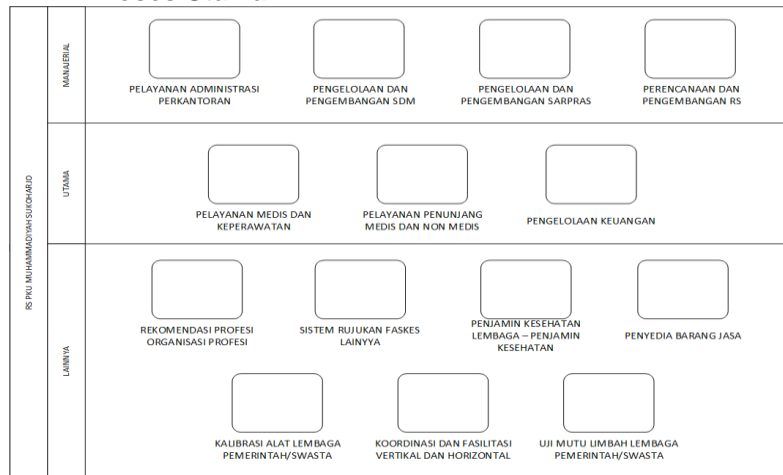 RS PKU MUHAMMADIYAH SUKOHARJO
MANAJERIAL
PELAYANAN ADMINISTRASI
PERKANTORAN
PENGELOLAAN DAN
PENGEMBANGAN SDM
PENGELOLAAN DAN
PENGEMBANGAN SARPRAS
PERENCANAAN DAN
PENGEMBANGAN RS
UTAMA
PELAYANAN MEDIS DAN
KEPERAWATAN
PELAYANAN PENUNJANG
MEDIS DAN NON MEDIS
PENGELOLAAN KEUANGAN
LAINNYA
REKOMENDASI PROFESI
ORGANISASI PROFESI
SISTEM RUJUKAN FASKES
LAINYYA
PENJAMIN KESEHATAN
LEMBAGA – PENJAMIN
KESEHATAN
PENYEDIA BARANG JASA
KALIBRASI ALAT LEMBAGA
PEMERINTAH/SWASTA
KOORDINASI DAN FASILITASI
VERTIKAL DAN HORIZONTAL
UJI MUTU LIMBAH LEMBAGA
PEMERINTAH/SWASTA